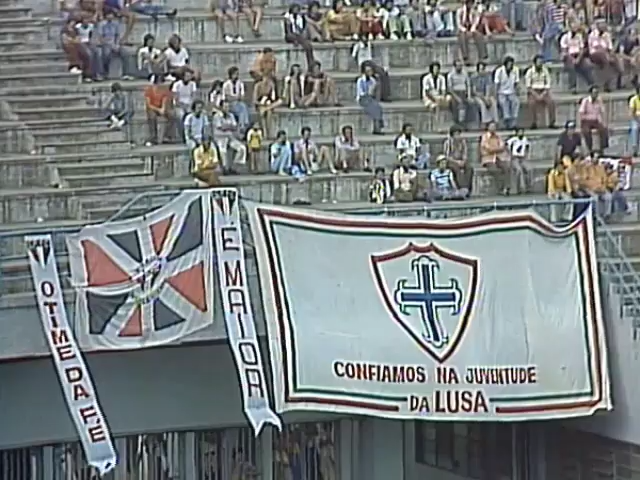 O TIME DA FÉ
E MAIOR
CONFIAMOS NA JUVENTUDE
DA LUSA